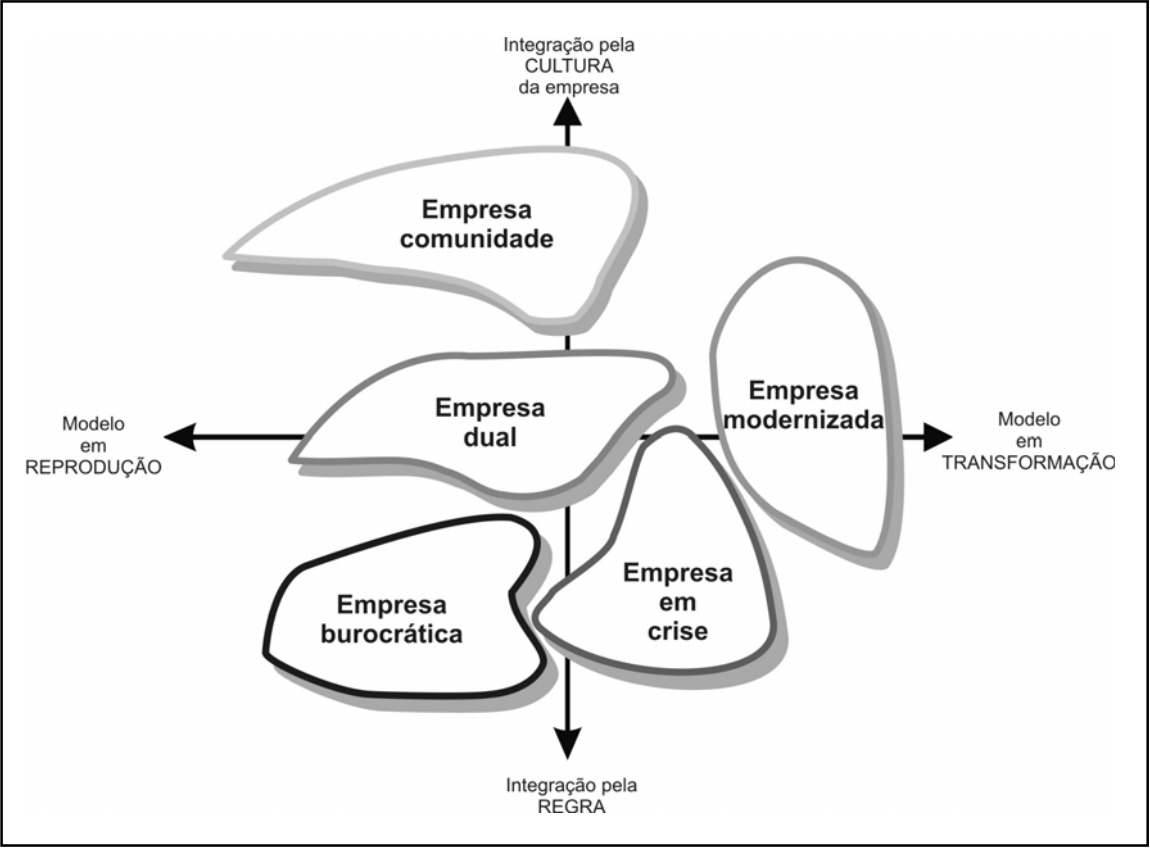 Integração pela
CULTURA
da empresa
Empresa
comunidade
Empresa
modernizada
Empresa
dual
Modelo
em
REPRODUÇÃO
Modelo
em
TRANSFORMAÇÃO
Empresa
em
crise
Empresa
burocrática
Integração pela
REGRA